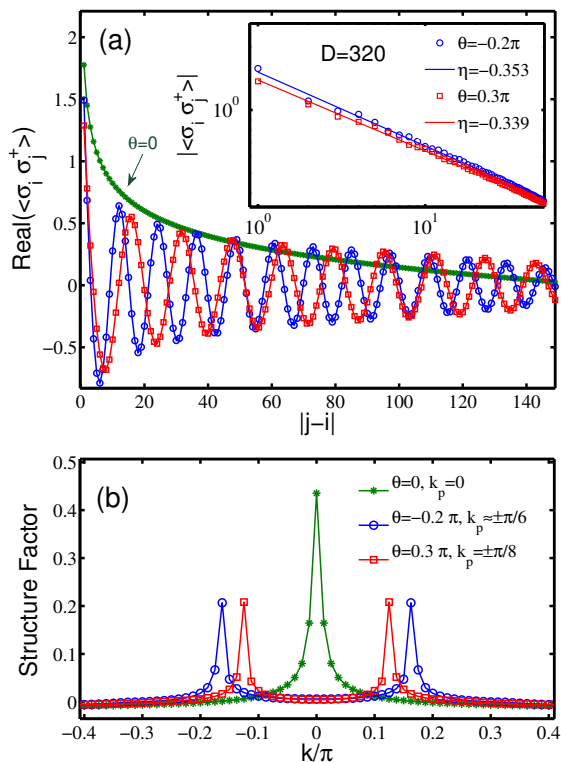 (a)
D=320
θ=−0.2π
η=−0.353
θ=0.3π
η=−0.339
|<σ_i σ_j^+>|
10^0
10^0
10^1
θ=0
Real(<σ_i σ_j^+>)
2
1.5
1
0.5
0
−0.5
0
20
40
60
80
100
120
140
|j−i|
(b)
θ=0, k_p=0
θ=−0.2 π, k_p≈±π/6
θ=0.3 π, k_p=±π/8
Structure Factor
0.5
0.4
0.3
0.2
0.1
0
−0.4
−0.3
−0.2
−0.1
0
0.1
0.2
0.3
0.4
k/π